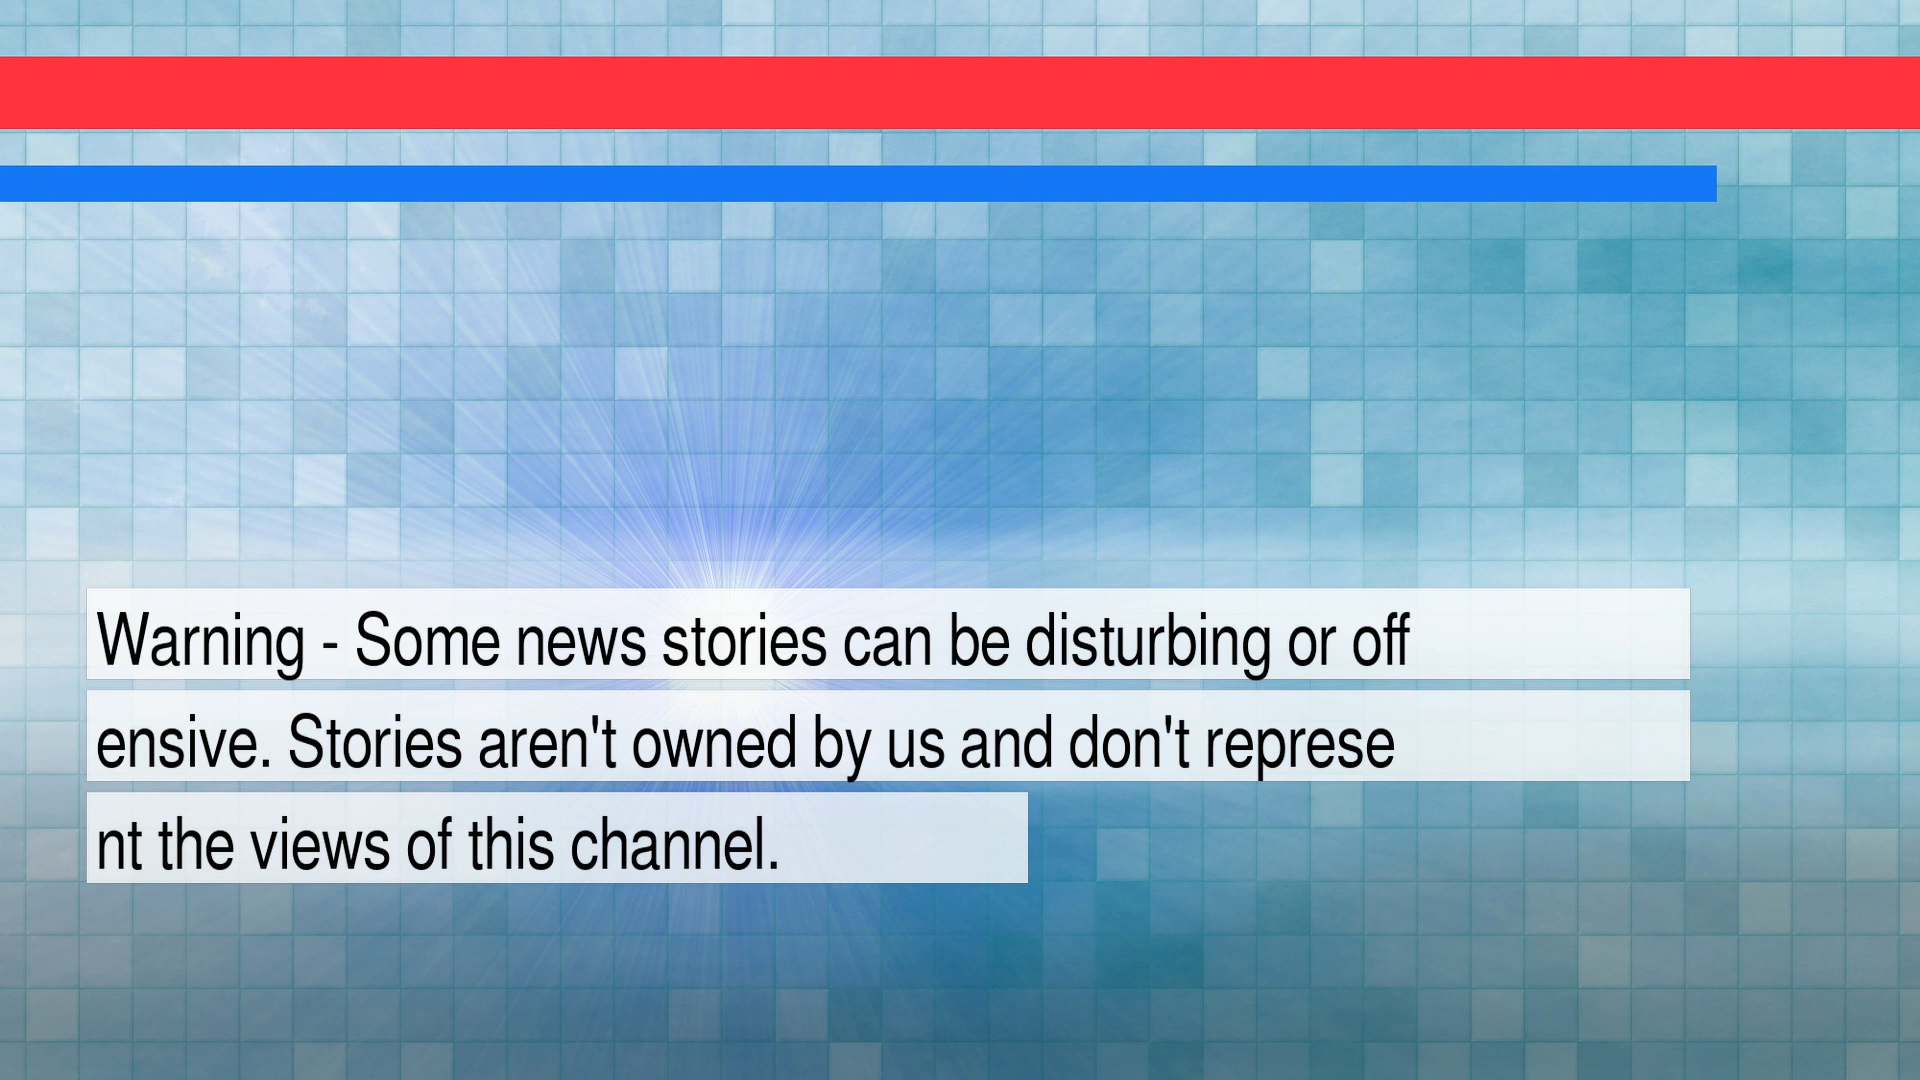 Warning - Some news stories can be disturbing or off
ensive. Stories aren't owned by us and don't represe
nt the views of this channel.